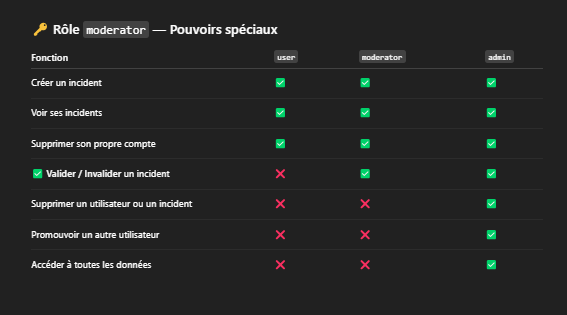 🔑 Rôle moderator — Pouvoirs spéciaux
Fonction user moderator admin
Créer un incident ✅ ✅ ✅
Voir ses incidents ✅ ✅ ✅
Supprimer son propre compte ✅ ✅ ✅
✅ Valider / Invalider un incident ❌ ✅ ✅
Supprimer un utilisateur ou un incident ❌ ❌ ✅
Promouvoir un autre utilisateur ❌ ❌ ✅
Accéder à toutes les données ❌ ❌ ✅